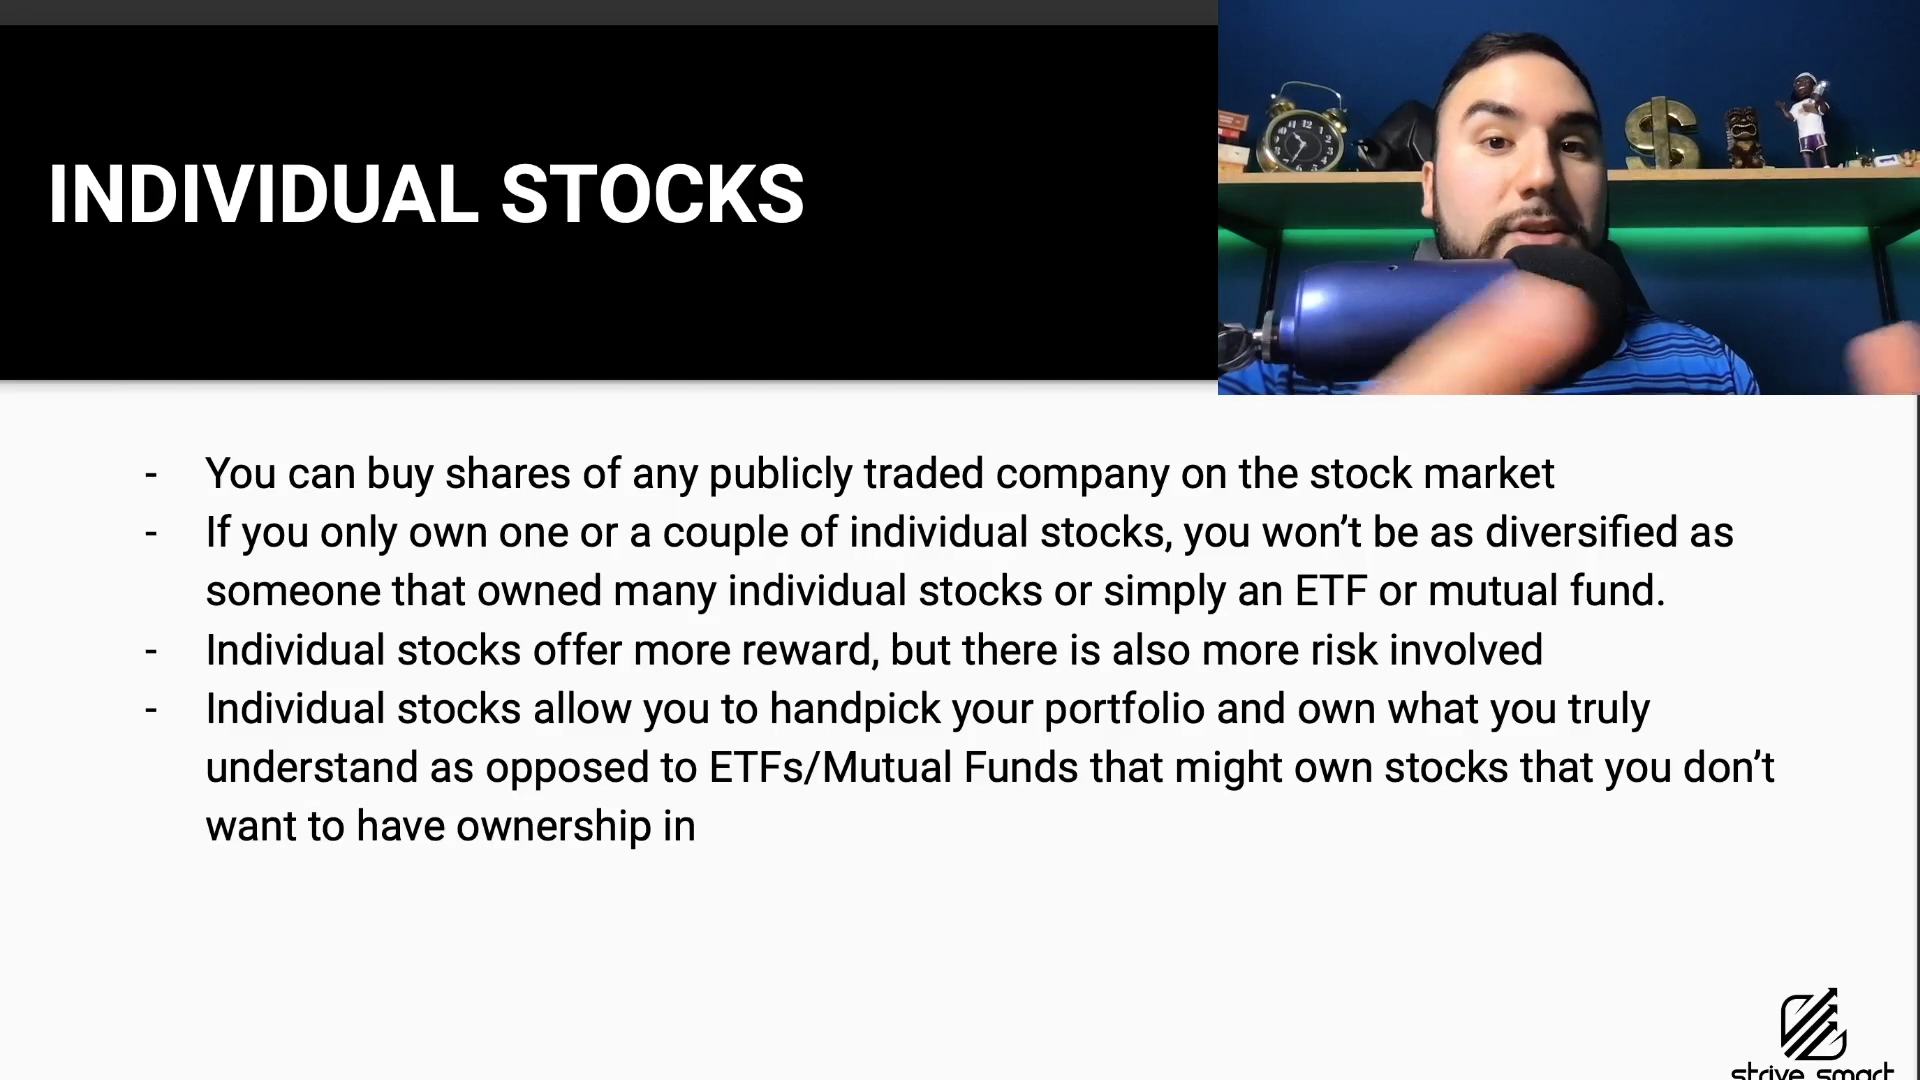 INDIVIDUAL STOCKS
- You can buy shares of any publicly traded company on the stock market
- If you only own one or a couple of individual stocks, you won’t be as diversified as
someone that owned many individual stocks or simply an ETF or mutual fund.
- Individual stocks offer more reward, but there is also more risk involved
- Individual stocks allow you to handpick your portfolio and own what you truly
understand as opposed to ETFs/Mutual Funds that might own stocks that you don’t
want to have ownership in
strive smart